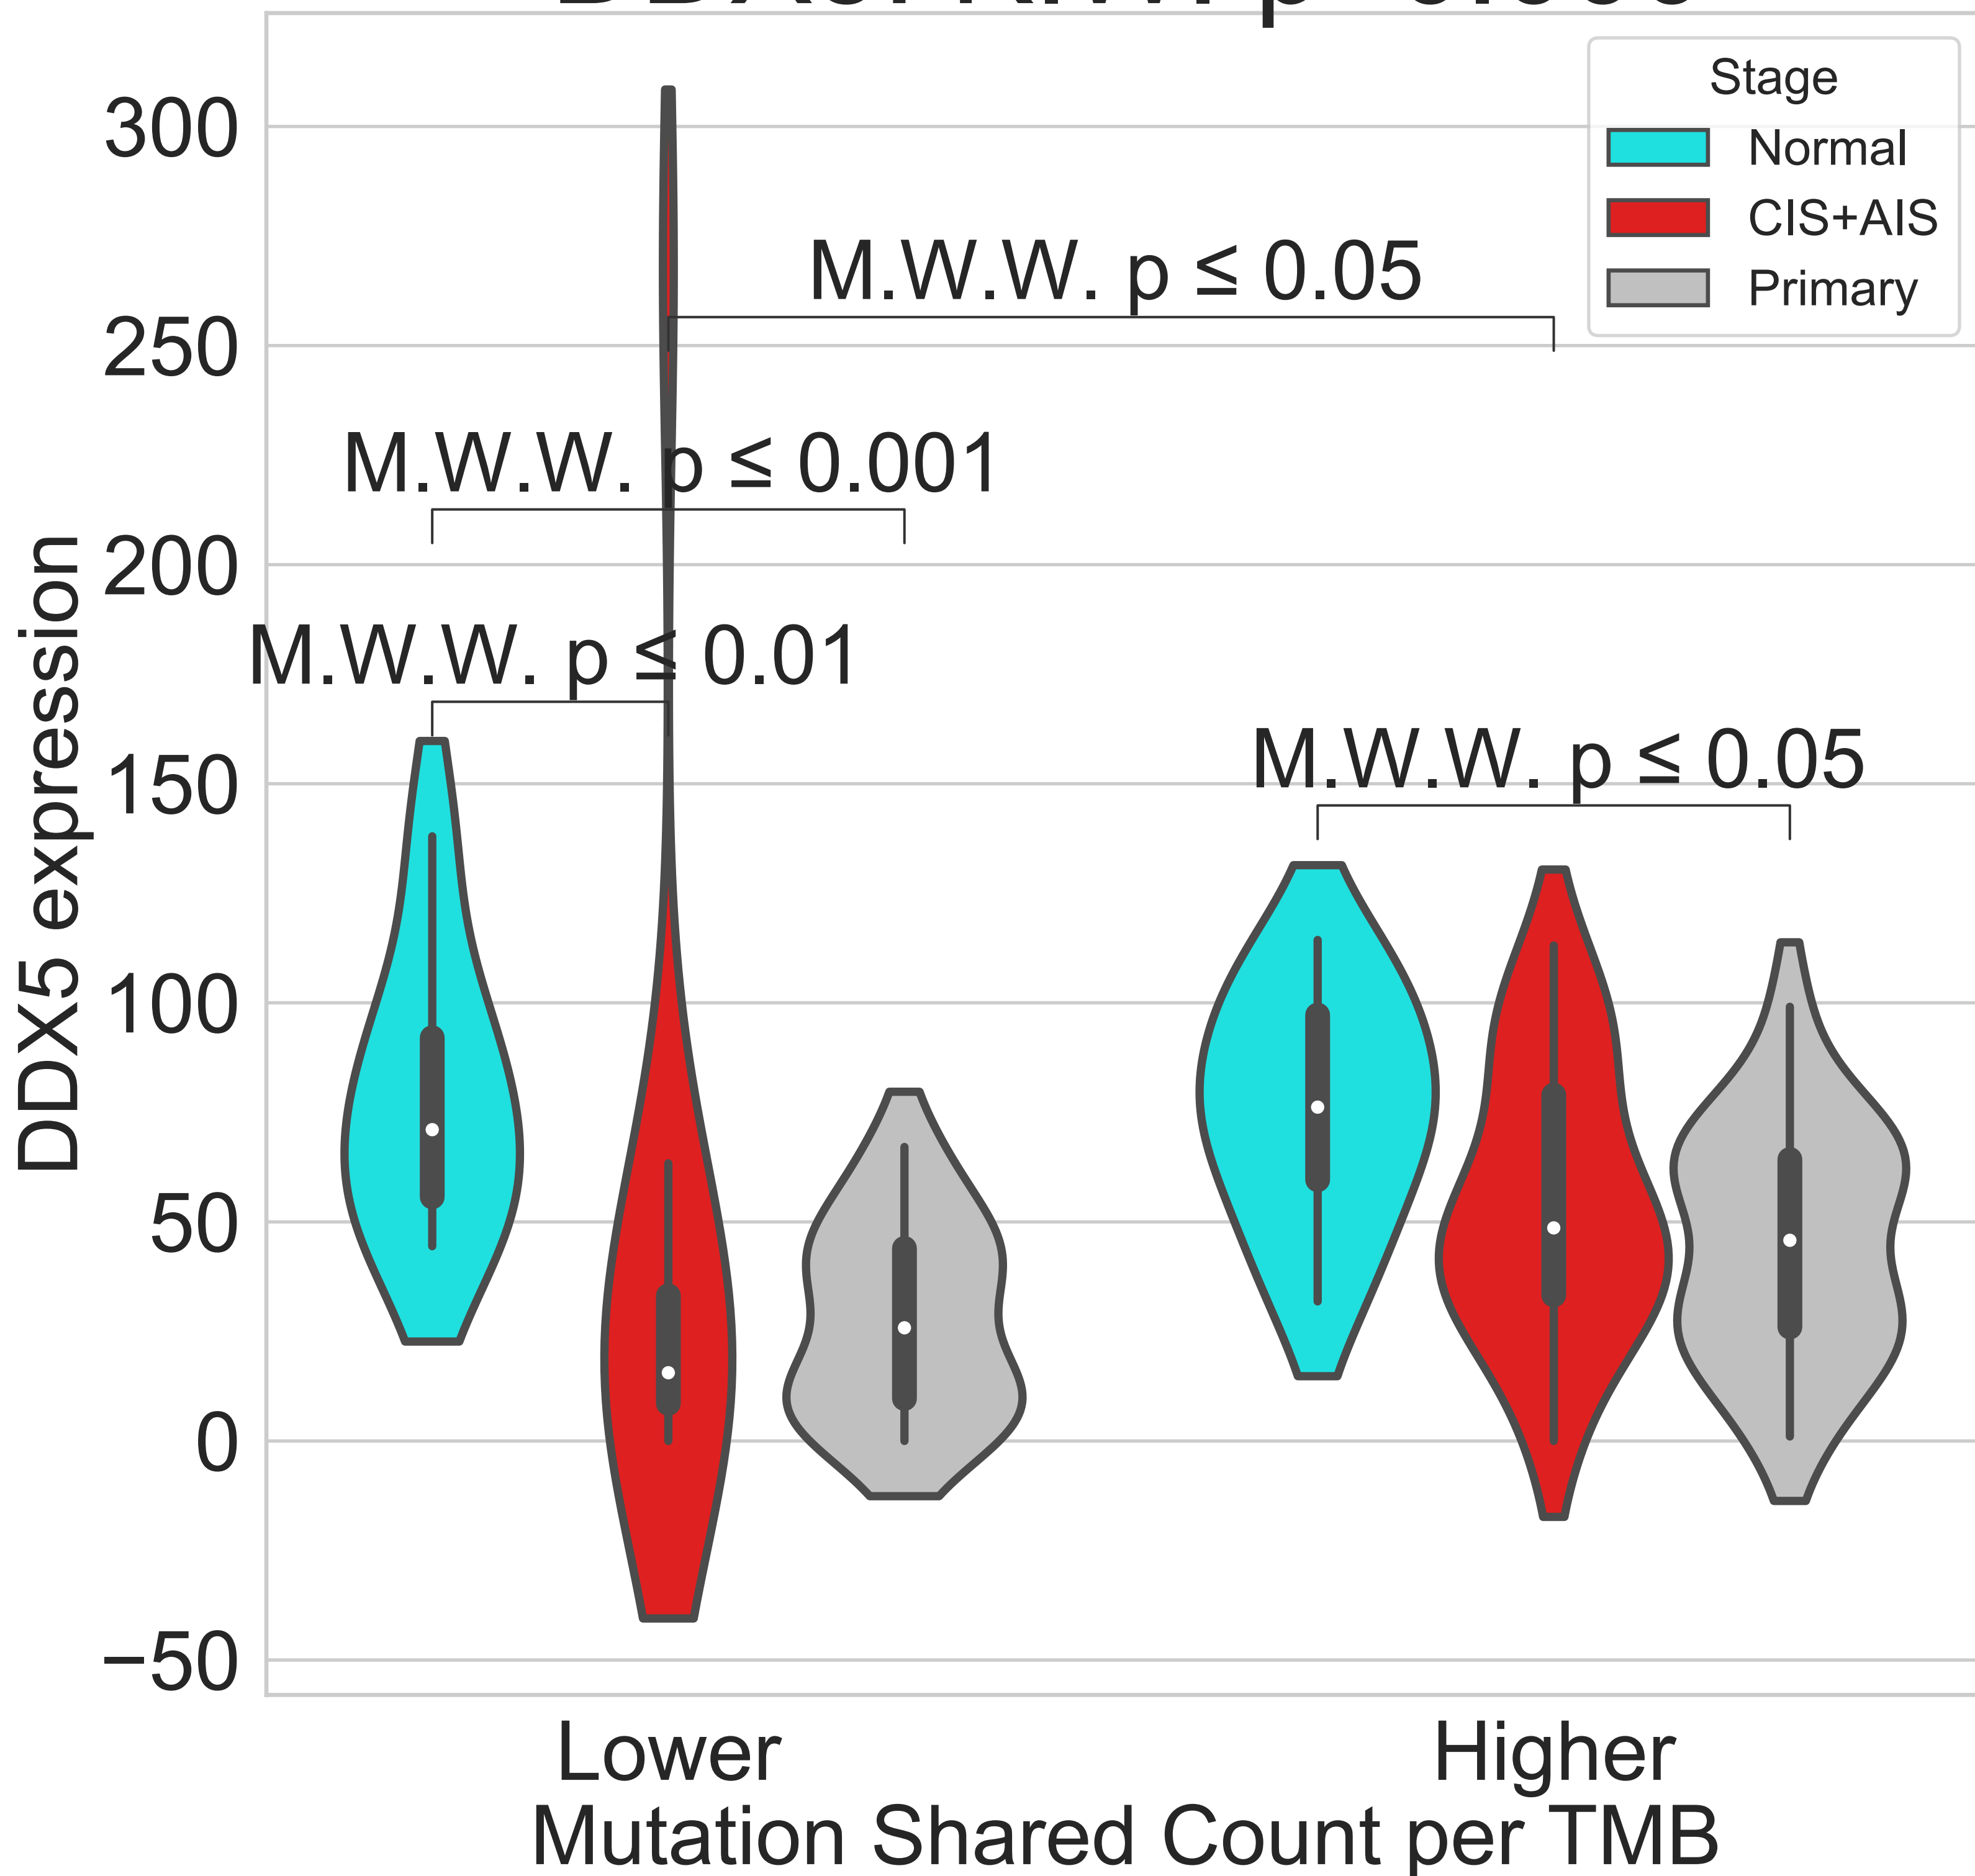 Stage
Normal
CIS+AIS
Primary
300
250
200
150
100
50
0
−50
DDX5 expression
M.W.W. p ≤ 0.05
M.W.W. p ≤ 0.001
M.W.W. p ≤ 0.01
M.W.W. p ≤ 0.05
Lower
Higher
Mutation Shared Count per TMB